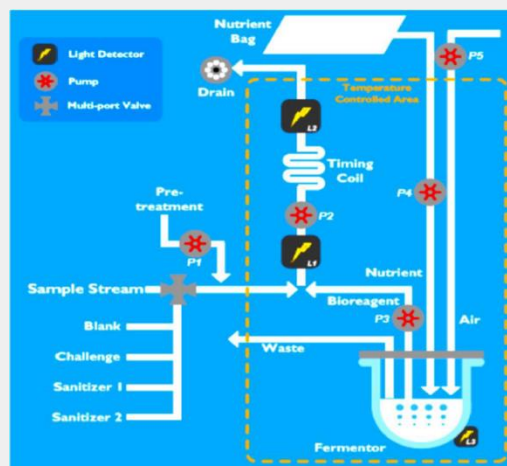 Nutrient
Bag
Light Detector
Pump
Multi-port Valve
P5
Drain
Temperature
Controlled Area
L2
Timing
Coil
Pre-
treatment
P4
P2
P1
L1
Nutrient
Sample Stream
Bioreagent
Blank
P3
Air
Waste
Challenge
Sanitizer 1
Sanitizer 2
Fermentor
L3